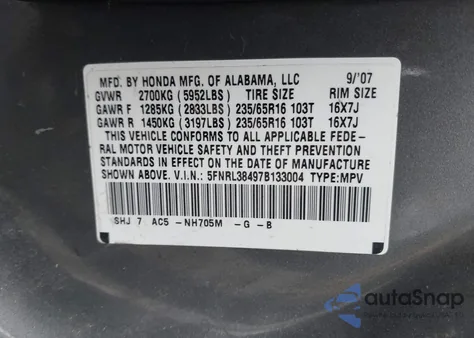 MFD. BY HONDA MFG. OF ALABAMA, LLC 9/'07
GVWR 2700KG (5952LBS) TIRE SIZE RIM SIZE
GAWR F 1285KG (2833LBS) 235/65R16 103T 16X7J
GAWR R 1450KG (3197LBS) 235/65R16 103T 16X7J
THIS VEHICLE CONFORMS TO ALL APPLICABLE FEDE-
RAL MOTOR VEHICLE SAFETY AND THEFT PREVENTION
STANDARDS IN EFFECT ON THE DATE OF MANUFACTURE
SHOWN ABOVE. V.I.N.: 5FNRL38497B133004 TYPE:MPV
SHJ 7 AC5 -NH705M -G -B
autoSnap